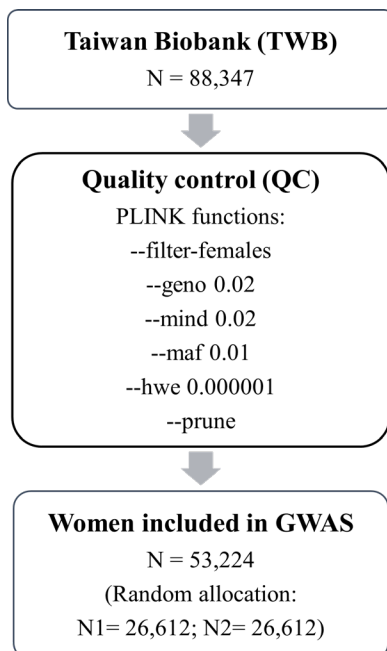 Taiwan Biobank (TWB)
N = 88,347
Quality control (QC)
PLINK functions:
--filter-females
--geno 0.02
--mind 0.02
--maf 0.01
--hwe 0.000001
--prune
Women included in GWAS
N = 53,224
(Random allocation:
N1= 26,612; N2= 26,612)